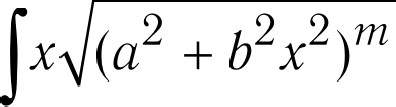 ∫x√(a² + b²x²)ᵐ